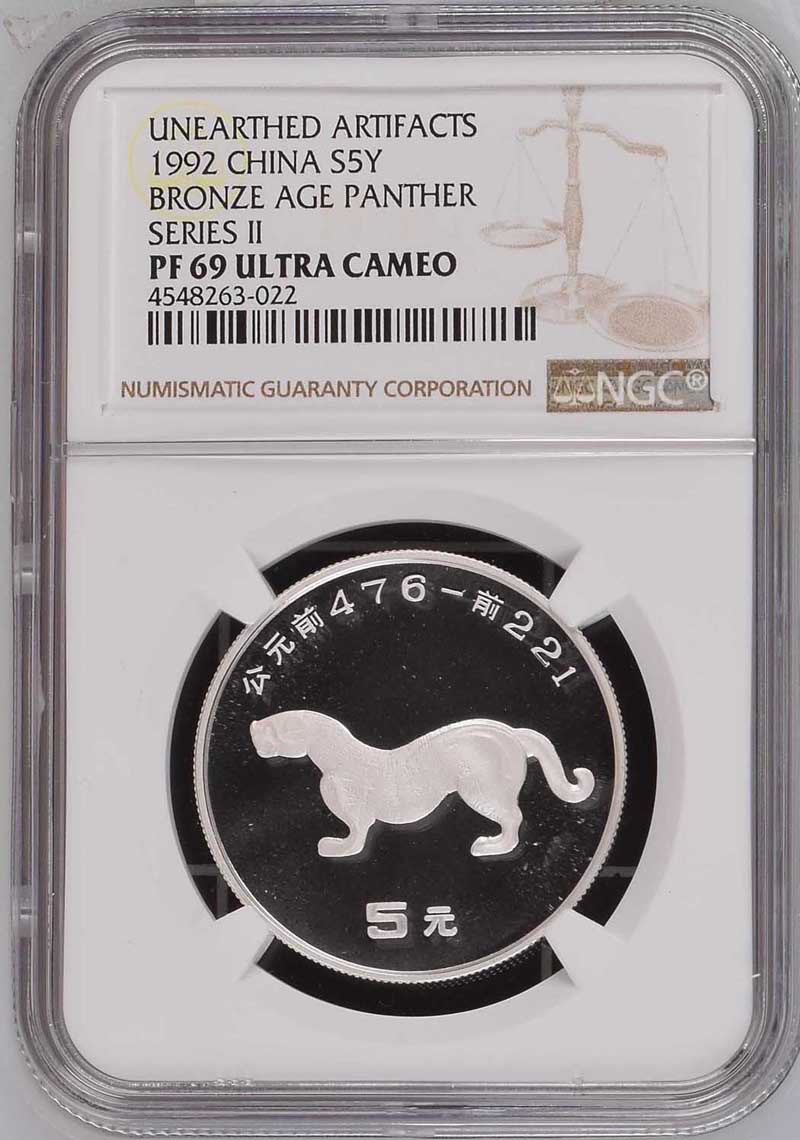 UNEARTHED ARTIFACTS
1992 CHINA S5Y
BRONZE AGE PANTHER
SERIES II
PF 69 ULTRA CAMEO
4548263-022
NUMISMATIC GUARANTY CORPORATION
NGC®
公元前476—前221
5元